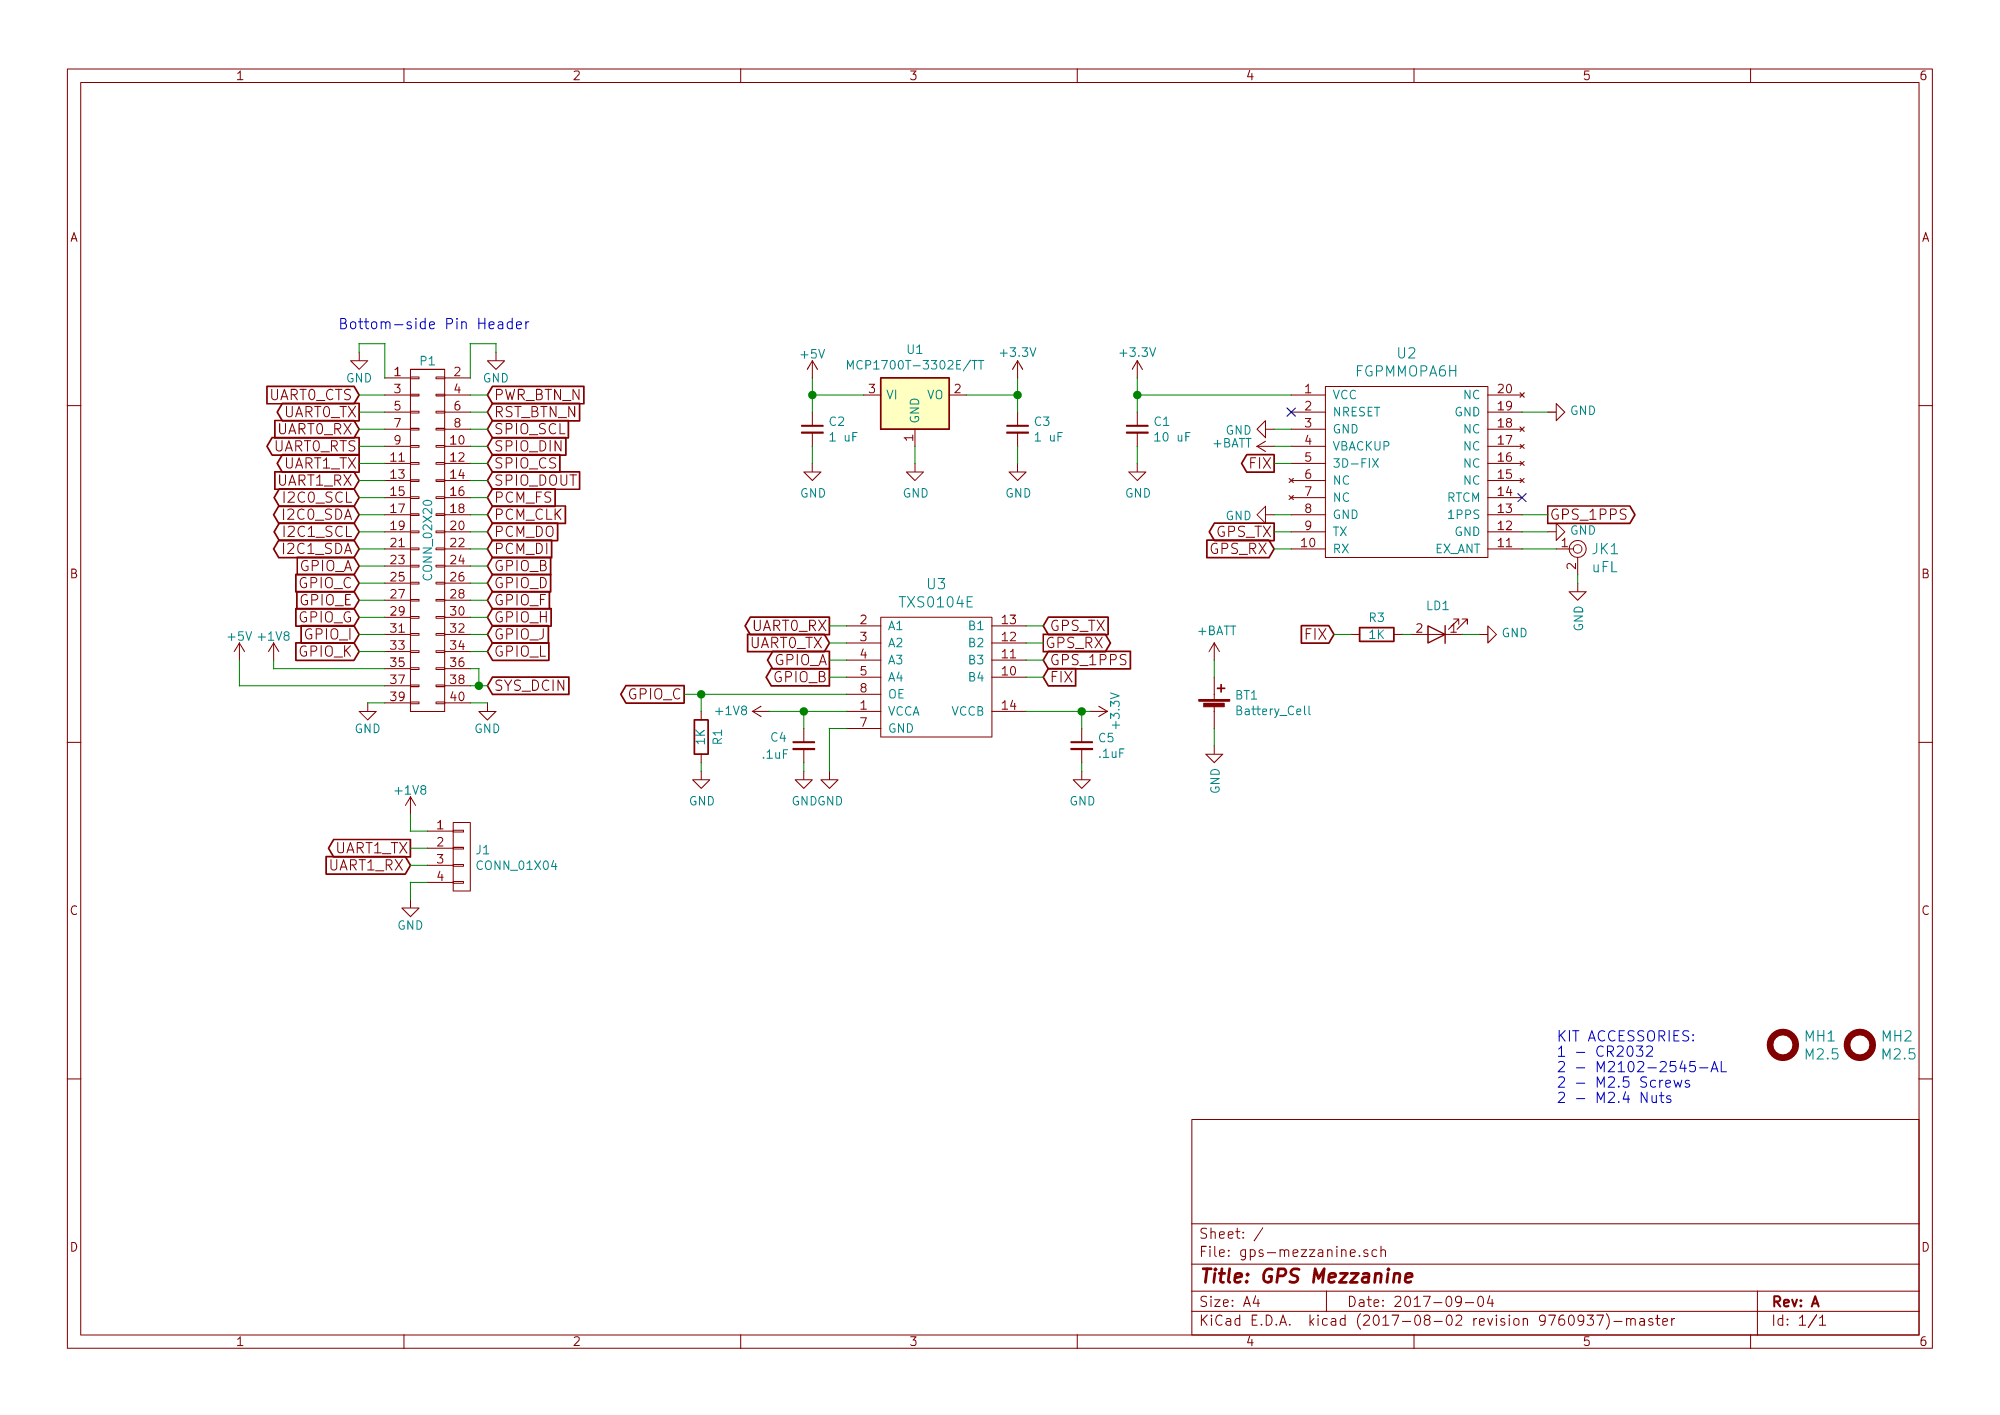 1 2 3 4 5 6
A A
B B
C C
D D
Bottom-side Pin Header
P1
CONN_02X20
GND GND
1 2
UART0_CTS 3 4 PWR_BTN_N
UART0_TX 5 6 RST_BTN_N
UART0_RX 7 8 SPI0_SCL
UART0_RTS 9 10 SPI0_DIN
UART1_TX 11 12 SPI0_CS
UART1_RX 13 14 SPI0_DOUT
I2C0_SCL 15 16 PCM_FS
I2C0_SDA 17 18 PCM_CLK
I2C1_SCL 19 20 PCM_DO
I2C1_SDA 21 22 PCM_DI
GPIO_A 23 24 GPIO_B
GPIO_C 25 26 GPIO_D
GPIO_E 27 28 GPIO_F
GPIO_G 29 30 GPIO_H
GPIO_I 31 32 GPIO_J
+5V +1V8
GPIO_K 33 34 GPIO_L
35 36
37 38 SYS_DCIN
39 40
GND GND
+1V8
1
UART1_TX 2
UART1_RX 3
4
J1
CONN_01X04
GND
+5V
U1
MCP1700T-3302E/TT
+3.3V
3 VI VO 2
GND
1
C2
1 uF
C3
1 uF
GND GND GND
+3.3V
C1
10 uF
GND
U2
FGPMMOPA6H
1 VCC NC 20
2 NRESET GND 19 GND
GND 3 GND NC 18
+BATT 4 VBACKUP NC 17
FIX 5 3D-FIX NC 16
6 NC NC 15
7 NC RTCM 14
GND 8 GND 1PPS 13 GPS_1PPS
GPS_TX 9 TX GND 12 GND
GPS_RX 10 RX EX_ANT 11 1
2
JK1
uFL
GND
U3
TXS0104E
UART0_RX 2 A1 B1 13 GPS_TX
UART0_TX 3 A2 B2 12 GPS_RX
GPIO_A 4 A3 B3 11 GPS_1PPS
GPIO_B 5 A4 B4 10 FIX
GPIO_C 8 OE
+1V8 1 VCCA VCCB 14 +3.3V
7 GND
1K R1
C4
.1uF
C5
.1uF
GND GND GND GND
+BATT
+
BT1
Battery_Cell
GND
FIX
R3
1K
2 1
LD1
GND
KIT ACCESSORIES:
1 - CR2032
2 - M2102-2545-AL
2 - M2.5 Screws
2 - M2.4 Nuts
MH1
M2.5
MH2
M2.5
Sheet: /
File: gps-mezzanine.sch
Title: GPS Mezzanine
Size: A4 Date: 2017-09-04 Rev: A
KiCad E.D.A. kicad (2017-08-02 revision 9760937)-master Id: 1/1
1 2 3 4 5 6